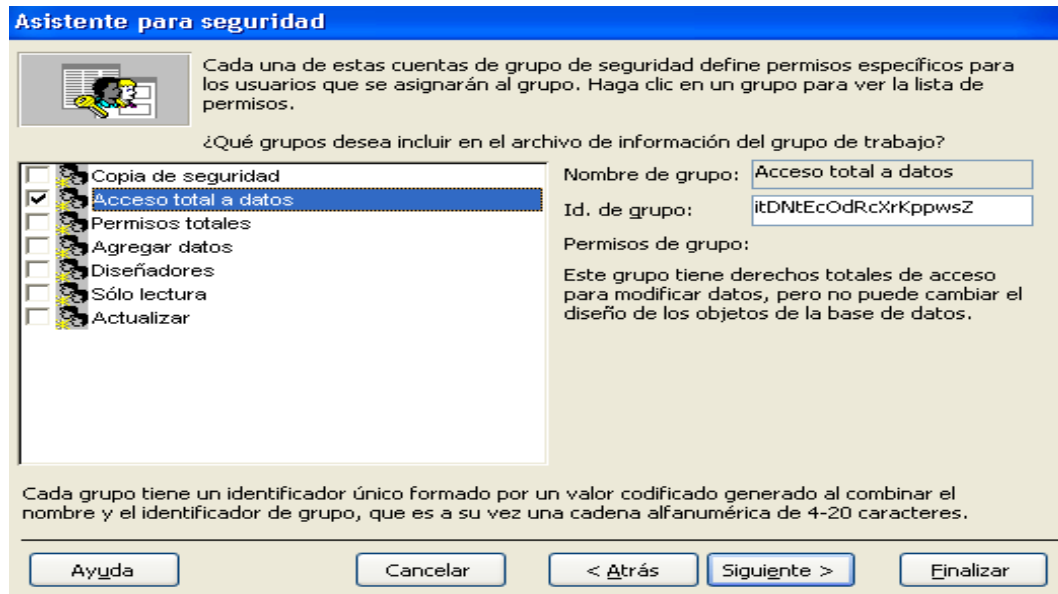 Asistente para seguridad
Cada una de estas cuentas de grupo de seguridad define permisos específicos para
los usuarios que se asignarán al grupo. Haga clic en un grupo para ver la lista de
permisos.
¿Qué grupos desea incluir en el archivo de información del grupo de trabajo?
Copia de seguridad
Acceso total a datos
Permisos totales
Agregar datos
Diseñadores
Sólo lectura
Actualizar
Nombre de grupo: Acceso total a datos
Id. de grupo: itDNtEcOdRcXrKppwsZ
Permisos de grupo:
Este grupo tiene derechos totales de acceso
para modificar datos, pero no puede cambiar el
diseño de los objetos de la base de datos.
Cada grupo tiene un identificador único formado por un valor codificado generado al combinar el
nombre y el identificador de grupo, que es a su vez una cadena alfanumérica de 4-20 caracteres.
Ayuda Cancelar < Atrás Siguiente > Finalizar